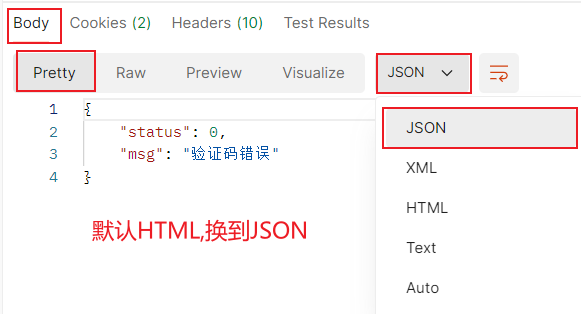 Body Cookies (2) Headers (10) Test Results
Pretty Raw Preview Visualize JSON
1 {
2 "status": 0,
3 "msg": "验证码错误"
4 }
默认HTML,换到JSON
JSON
XML
HTML
Text
Auto